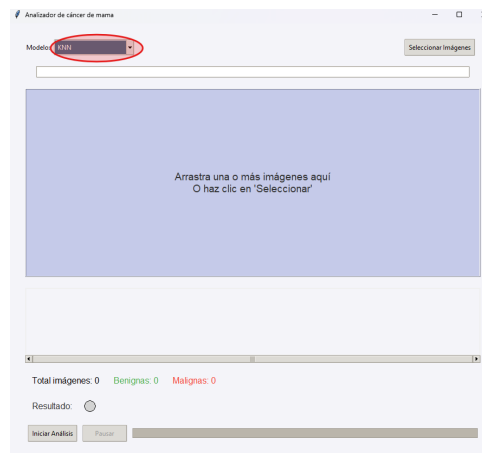 Analizador de cáncer de mama
Modelo: KNN
Seleccionar Imágenes
Arrastra una o más imágenes aquí
O haz clic en 'Seleccionar'
Total imágenes: 0 Benignas: 0 Malignas: 0
Resultado:
Iniciar Análisis Pausar